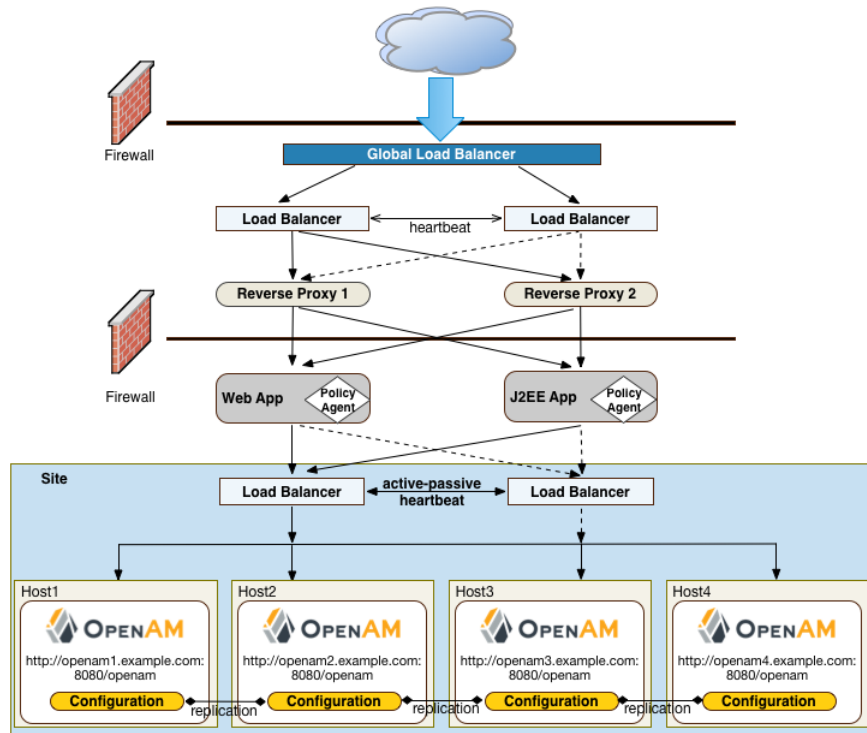 Firewall
Global Load Balancer
Load Balancer
heartbeat
Load Balancer
Reverse Proxy 1
Reverse Proxy 2
Firewall
Web App
Policy
Agent
J2EE App
Policy
Agent
Site
Load Balancer
active-passive
heartbeat
Load Balancer
Host1
Host2
Host3
Host4
OPENAM
OPENAM
OPENAM
OPENAM
http://openam1.example.com:
8080/openam
http://openam2.example.com:
8080/openam
http://openam3.example.com:
8080/openam
http://openam4.example.com:
8080/openam
Configuration
replication
Configuration
replication
Configuration
replication
Configuration